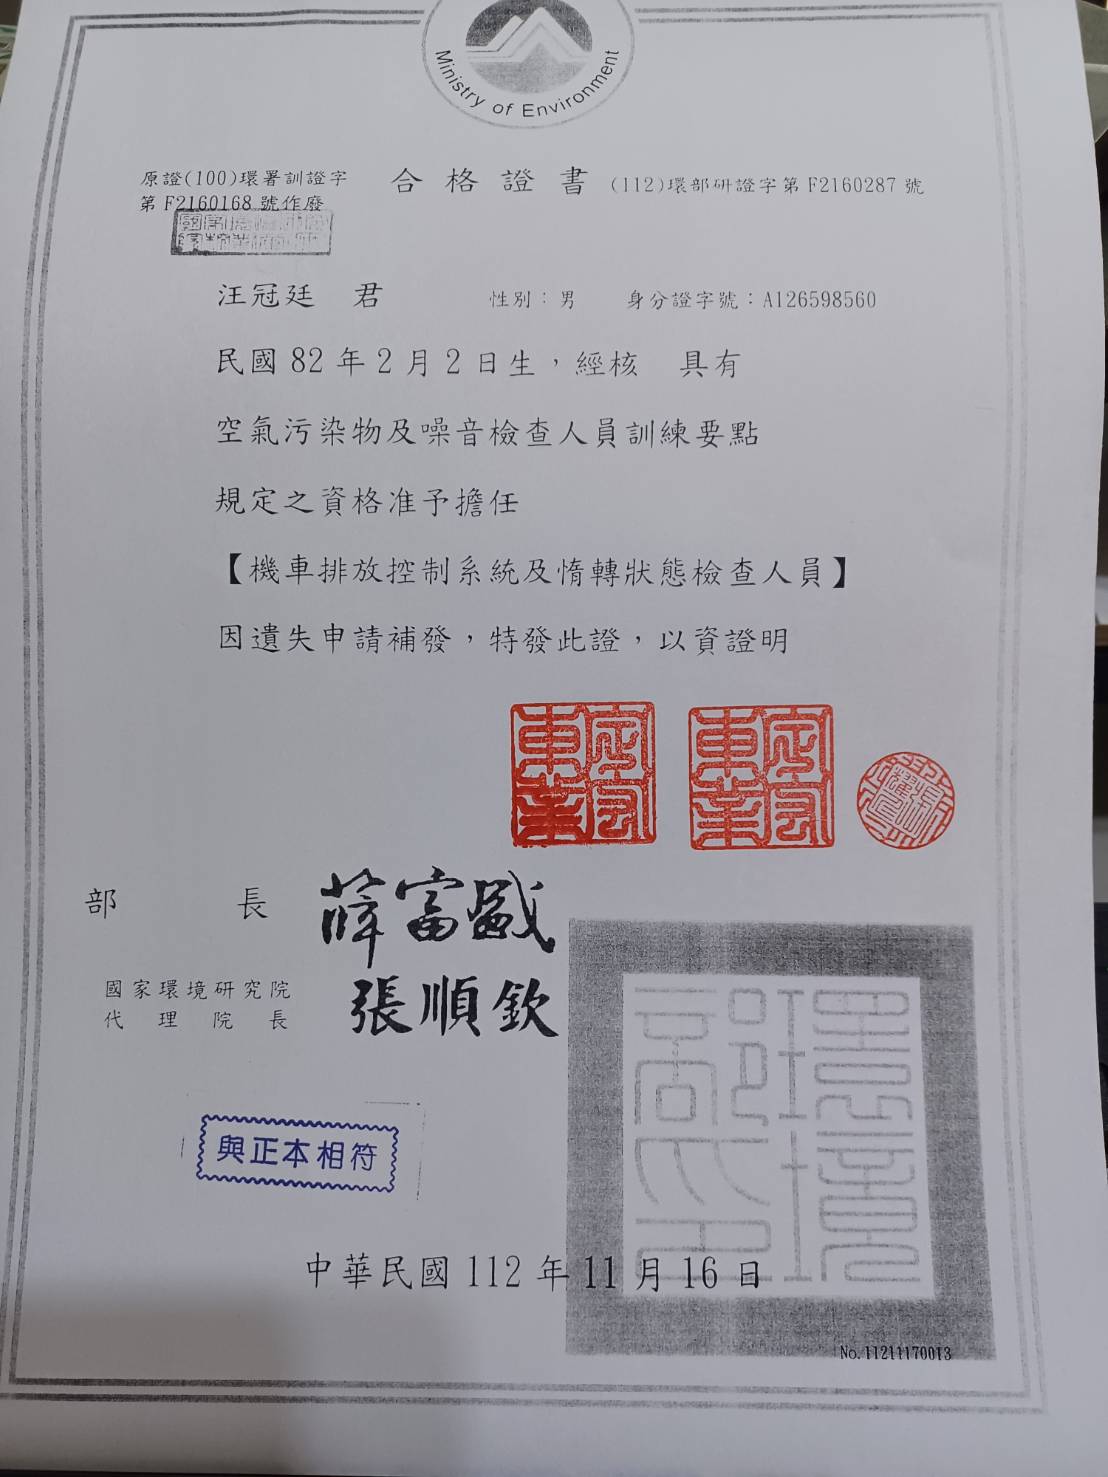 Ministry of Environment
原證(100)環署訓證字
第F2160168號作廢
合格證書
(112)環部研證字第F2160287號
汪冠廷 君 性別：男 身分證字號：A126598560
民國82年2月2日生，經核 具有
空氣污染物及噪音檢查人員訓練要點
規定之資格准予擔任
【機車排放控制系統及惰轉狀態檢查人員】
因遺失申請補發，特發此證，以資證明
部長 薛富盛
國家環境研究院
代理院長 張順欽
與正本相符
中華民國112年11月16日
No.11211170013